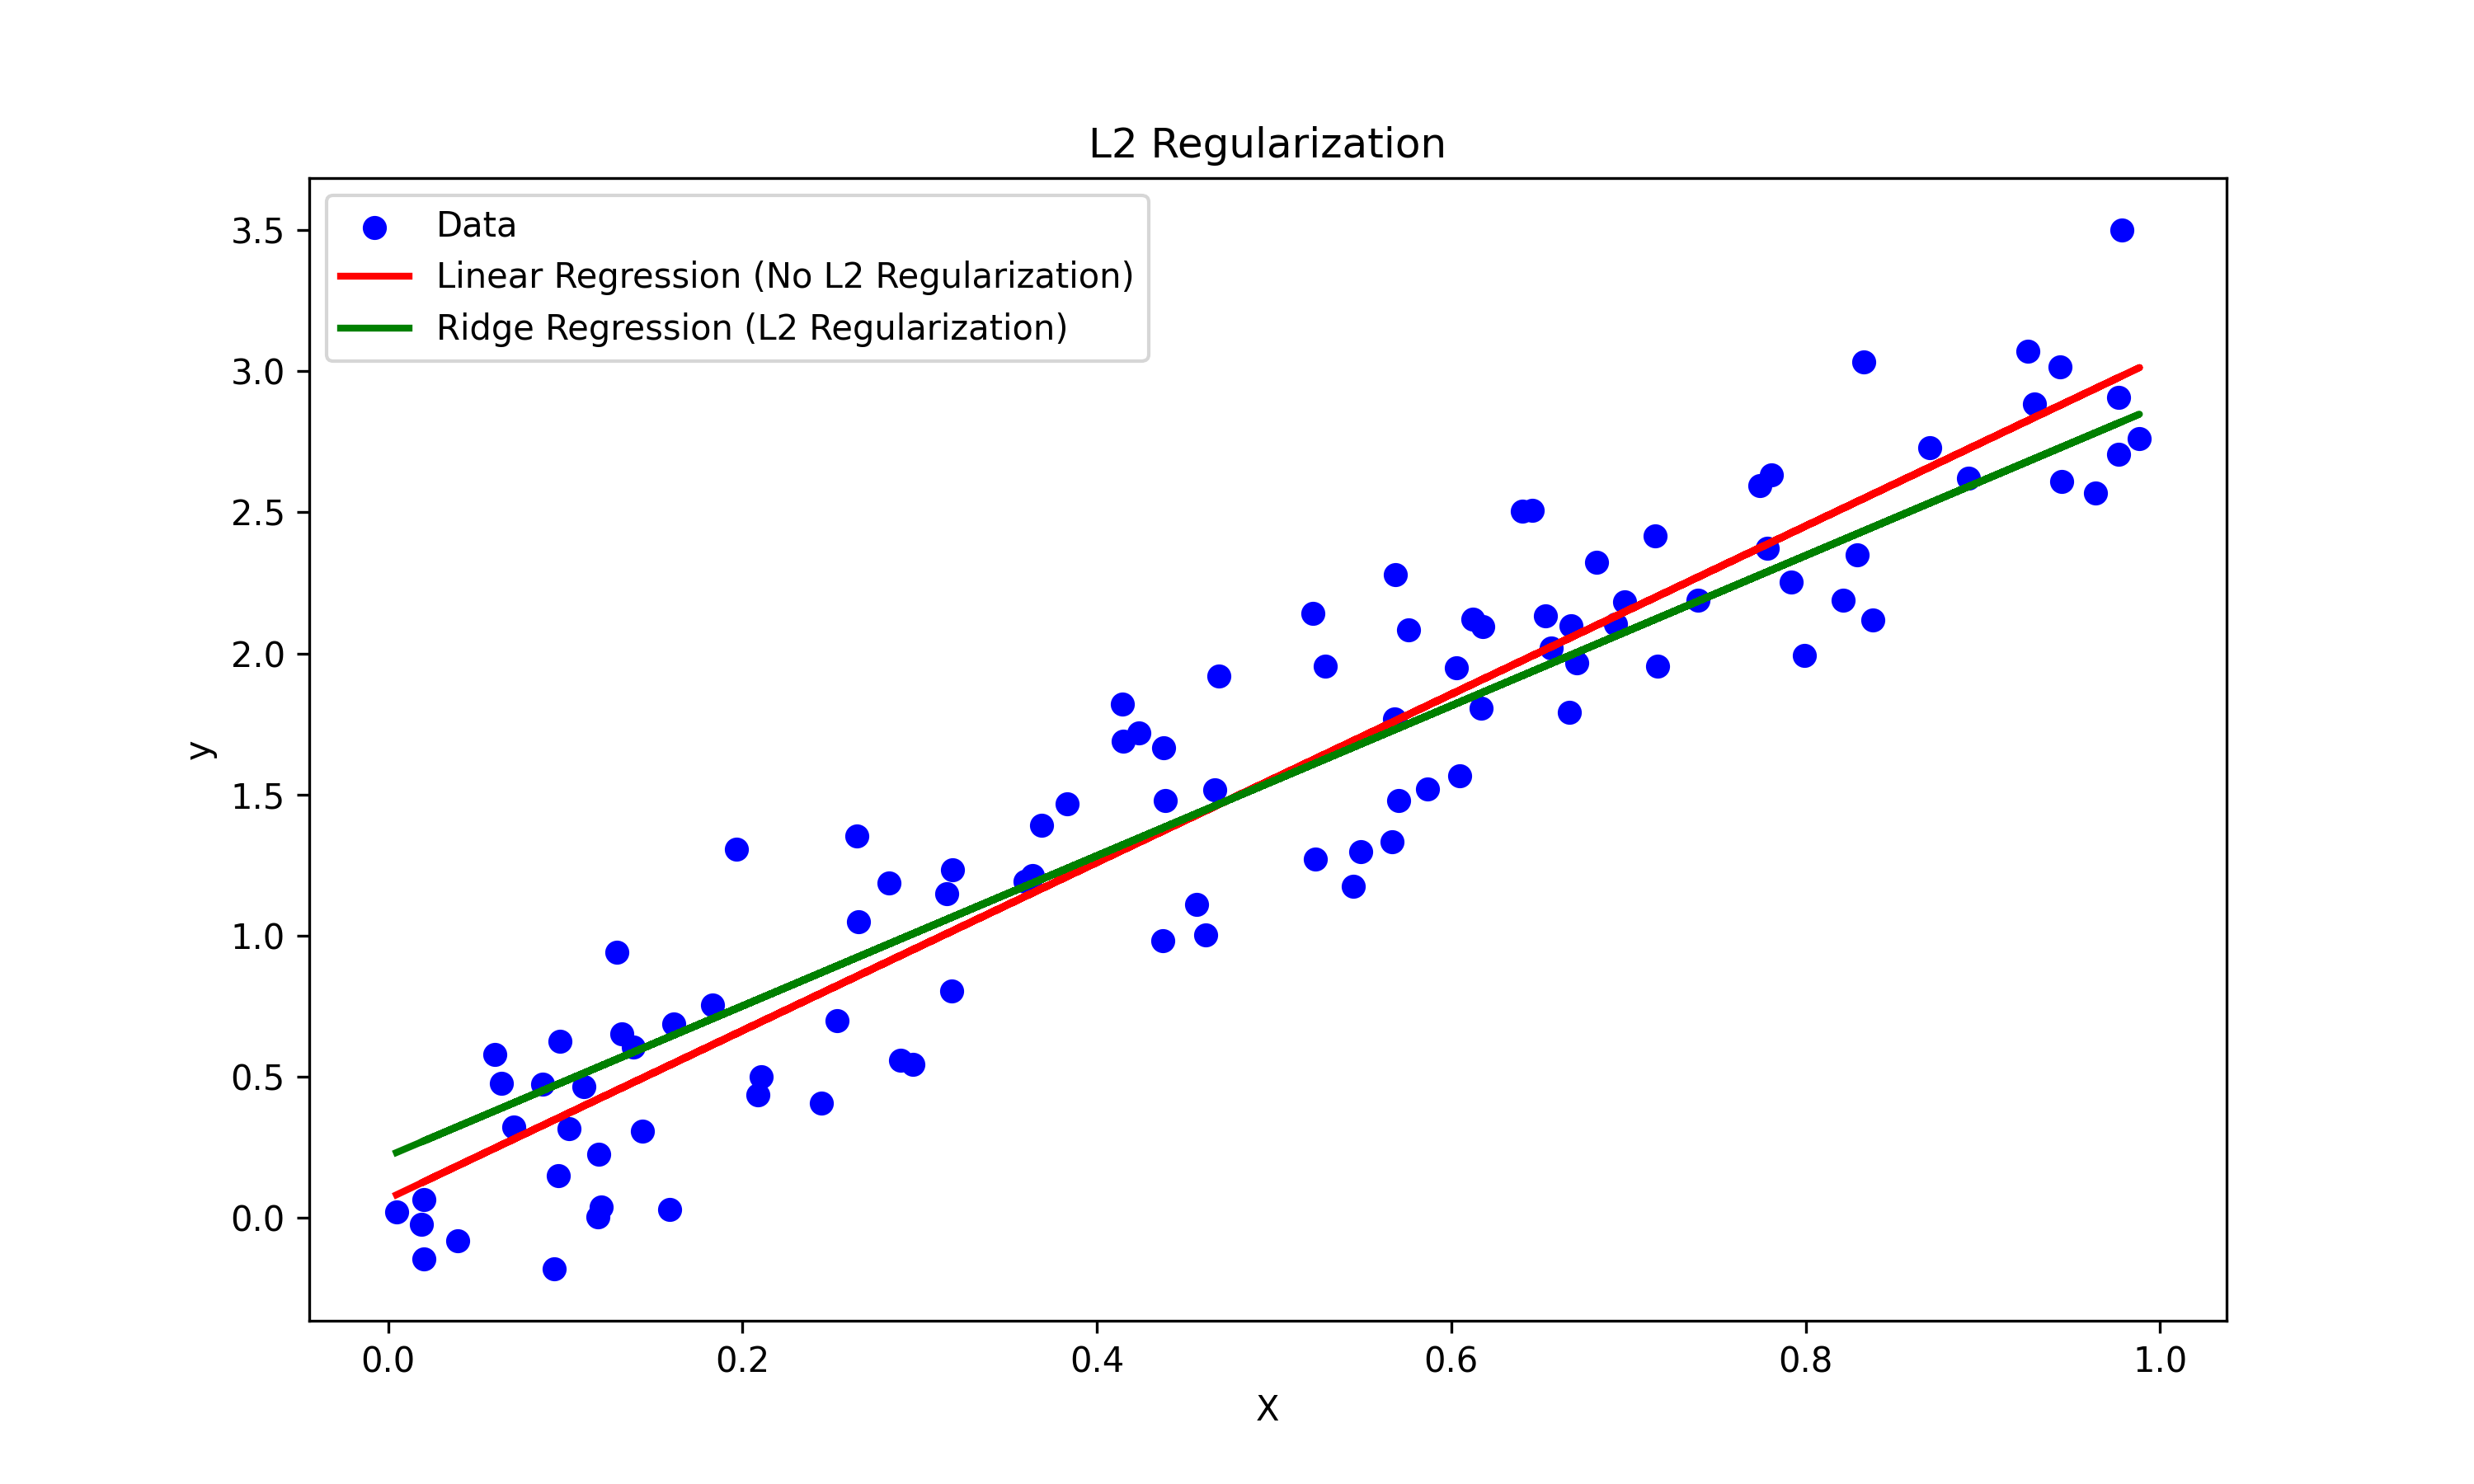 L2 Regularization
Data
Linear Regression (No L2 Regularization)
Ridge Regression (L2 Regularization)
3.5
3.0
2.5
2.0
1.5
1.0
0.5
0.0
y
0.0 0.2 0.4 0.6 0.8 1.0
X